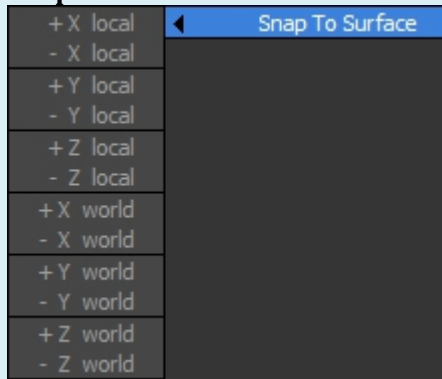 + X local
- X local
+ Y local
- Y local
+ Z local
- Z local
+ X world
- X world
+ Y world
- Y world
+ Z world
- Z world
Snap To Surface